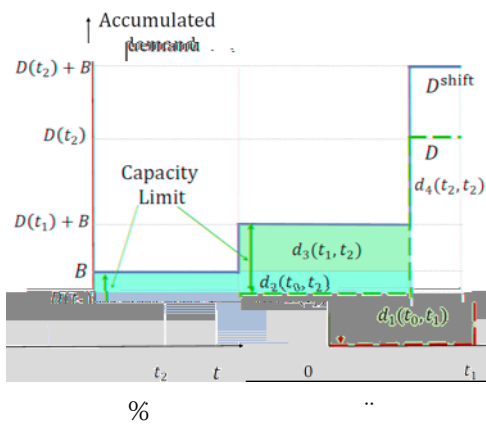 Accumulated
demand
D(t₂) + B
Dˢʰⁱᶠᵗ
D(t₂)
D
d₄(t₂, t₂)
Capacity
Limit
D(t₁) + B
d₃(t₁, t₂)
B
d₂(t₀, t₂)
d₁(t₀, t₁)
t₂ t 0 t₁
% ..